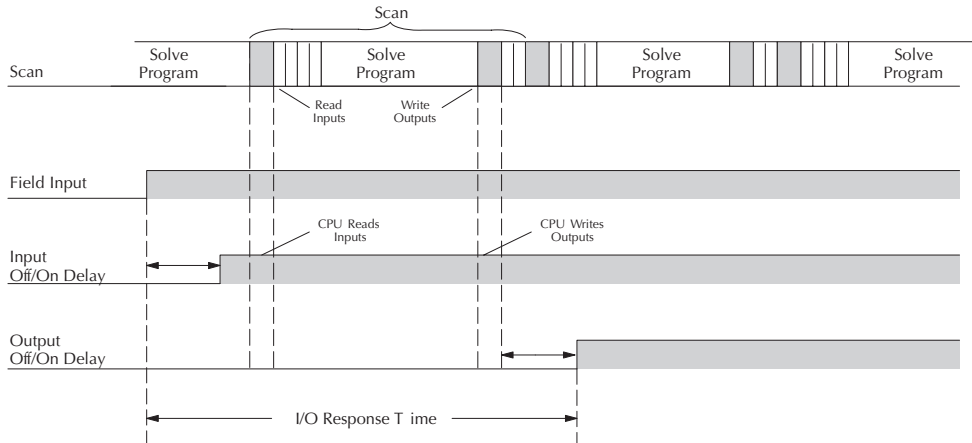 Scan
Scan
Solve
Program
Solve
Program
Solve
Program
Solve
Program
Read
Inputs
Write
Outputs
Field Input
CPU Reads
Inputs
CPU Writes
Outputs
Input
Off/On Delay
Output
Off/On Delay
I/O Response T ime